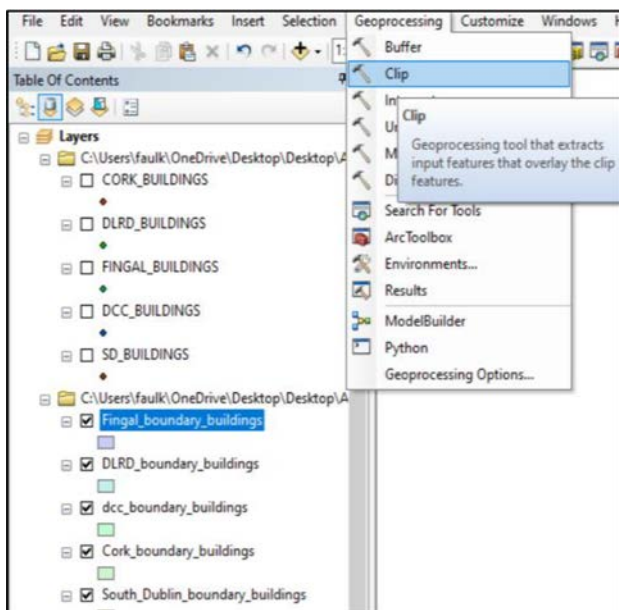 File Edit View Bookmarks Insert Selection Geoprocessing Customize Windows
1:
Table Of Contents
Layers
C:\Users\faulk\OneDrive\Desktop\Desktop\A
CORK_BUILDINGS
DLRD_BUILDINGS
FINGAL_BUILDINGS
DCC_BUILDINGS
SD_BUILDINGS
C:\Users\faulk\OneDrive\Desktop\Desktop\A
Fingal_boundary_buildings
DLRD_boundary_buildings
dcc_boundary_buildings
Cork_boundary_buildings
South_Dublin_boundary_buildings
Buffer
Clip
M
Di
Search For Tools
ArcToolbox
Environments...
Results
ModelBuilder
Python
Geoprocessing Options...
Clip
Geoprocessing tool that extracts
input features that overlay the clip
features.